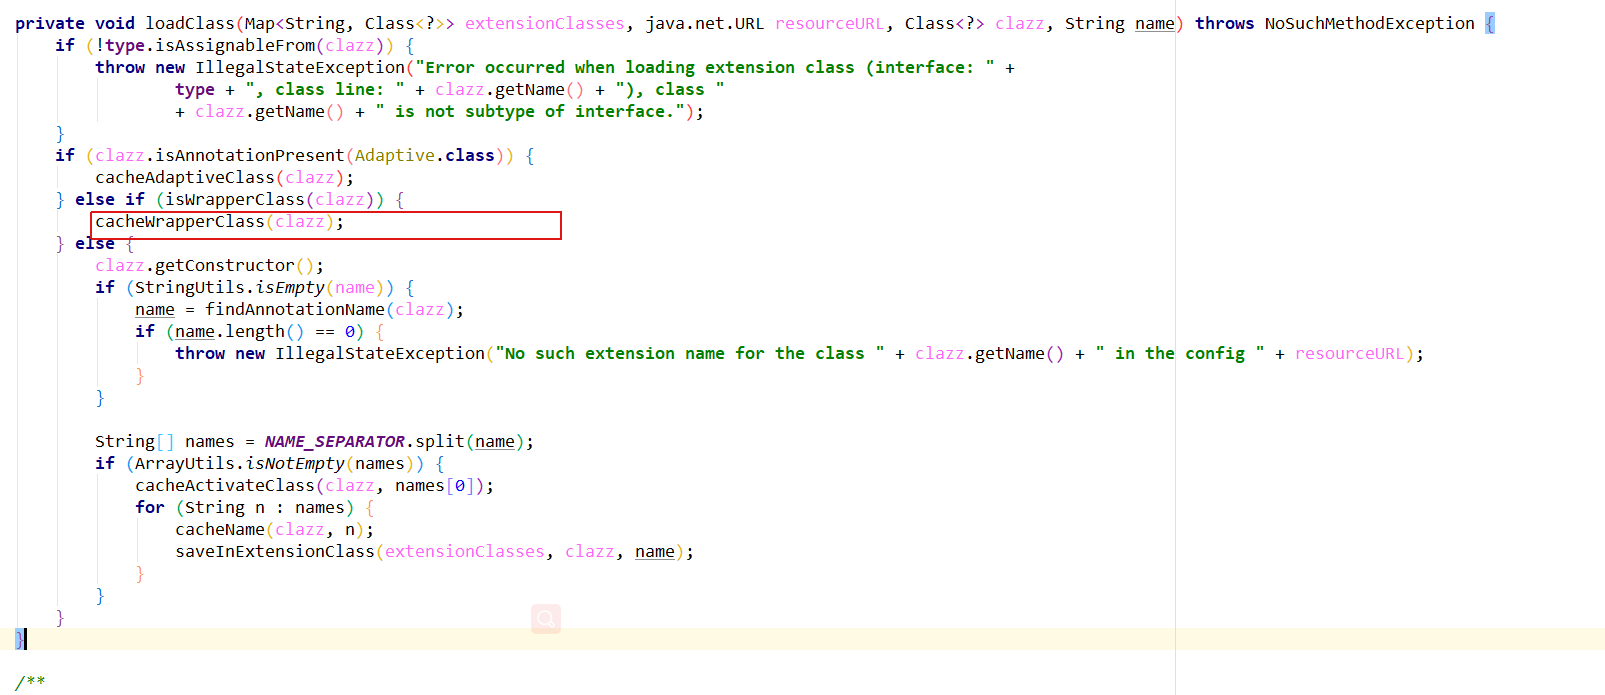 private void loadClass(Map<String, Class<?>> extensionClasses, java.net.URL resourceURL, Class<?> clazz, String name) throws NoSuchMethodException {
    if (!type.isAssignableFrom(clazz)) {
        throw new IllegalStateException("Error occurred when loading extension class (interface: " +
                type + ", class line: " + clazz.getName() + "), class "
                + clazz.getName() + " is not subtype of interface.");
    }
    if (clazz.isAnnotationPresent(Adaptive.class)) {
        cacheAdaptiveClass(clazz);
    } else if (isWrapperClass(clazz)) {
        cacheWrapperClass(clazz);
    } else {
        clazz.getConstructor();
        if (StringUtils.isEmpty(name)) {
            name = findAnnotationName(clazz);
            if (name.length() == 0) {
                throw new IllegalStateException("No such extension name for the class " + clazz.getName() + " in the config " + resourceURL);
            }
        }

        String[] names = NAME_SEPARATOR.split(name);
        if (ArrayUtils.isNotEmpty(names)) {
            cacheActivateClass(clazz, names[0]);
            for (String n : names) {
                cacheName(clazz, n);
                saveInExtensionClass(extensionClasses, clazz, name);
            }
        }
    }
}

/**